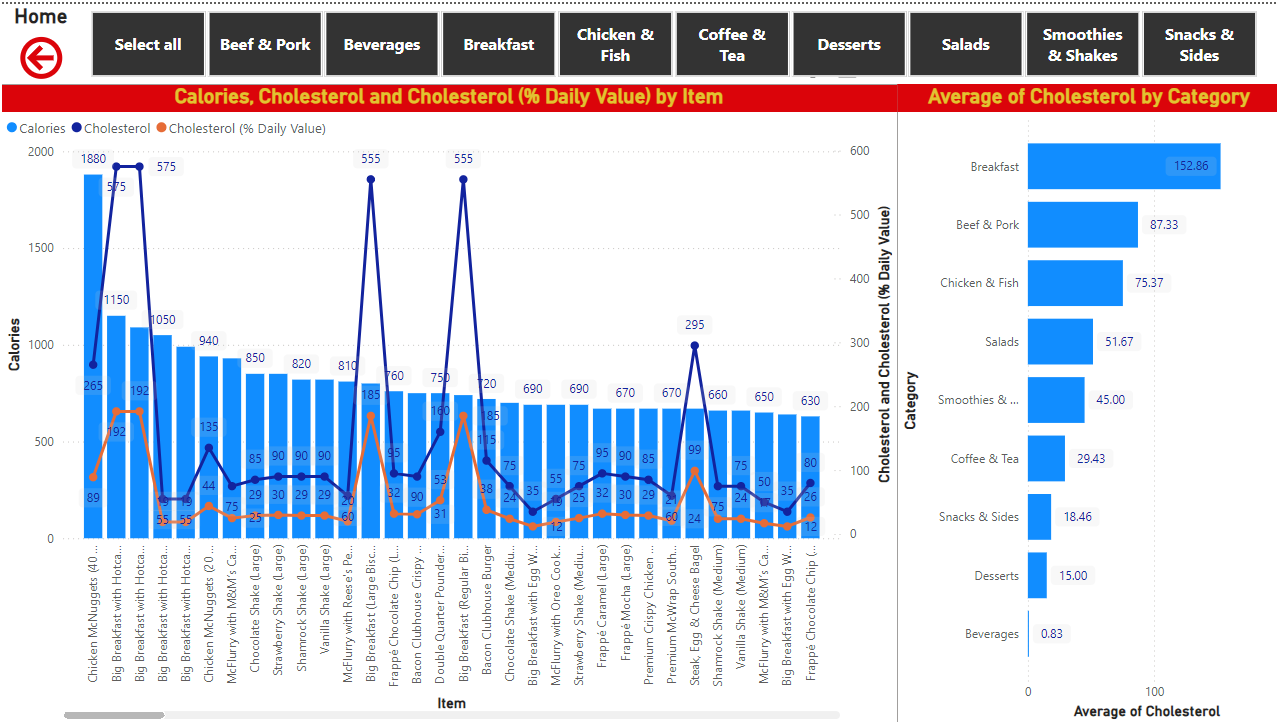 Home
Select all
Beef & Pork
Beverages
Breakfast
Chicken &
Fish
Coffee &
Tea
Desserts
Salads
Smoothies
& Shakes
Snacks &
Sides
Calories, Cholesterol and Cholesterol (% Daily Value) by Item
Calories
Cholesterol
Cholesterol (% Daily Value)
2000
1500
1000
500
0
Calories
600
500
400
300
200
100
0
Cholesterol and Cholesterol (% Daily Value)
1880
1150
1050
940
850
820
810
760
750
720
690
690
670
670
660
650
630
575
575
265
135
85
90
90
90
555
95
160
555
115
75
35
55
75
95
90
85
295
75
75
50
35
80
89
192
192
55
55
44
75
29
25
30
29
29
60
185
32
90
53
31
185
38
24
12
25
32
30
29
60
99
24
24
26
12
Chicken McNuggets (40 ...
Big Breakfast with Hotca...
Big Breakfast with Hotca...
Big Breakfast with Hotca...
Big Breakfast with Hotca...
Chicken McNuggets (20 ...
McFlurry with M&M's Ca...
Chocolate Shake (Large)
Strawberry Shake (Large)
Shamrock Shake (Large)
Vanilla Shake (Large)
McFlurry with Reese's Pe...
Big Breakfast (Large Bisc...
Frappé Chocolate Chip (L...
Bacon Clubhouse Crispy ...
Double Quarter Pounder...
Big Breakfast (Regular Bi...
Bacon Clubhouse Burger
Chocolate Shake (Mediu...
Big Breakfast with Egg W...
McFlurry with Oreo Cook...
Strawberry Shake (Mediu...
Frappé Caramel (Large)
Frappé Mocha (Large)
Premium Crispy Chicken ...
Premium McWrap South...
Steak, Egg & Cheese Bagel
Shamrock Shake (Medium)
Vanilla Shake (Medium)
McFlurry with M&M's Ca...
Big Breakfast with Egg W...
Frappé Chocolate Chip (...
Item
Average of Cholesterol by Category
Category
Breakfast
152.86
Beef & Pork
87.33
Chicken & Fish
75.37
Salads
51.67
Smoothies & ...
45.00
Coffee & Tea
29.43
Snacks & Sides
18.46
Desserts
15.00
Beverages
0.83
0
100
Average of Cholesterol